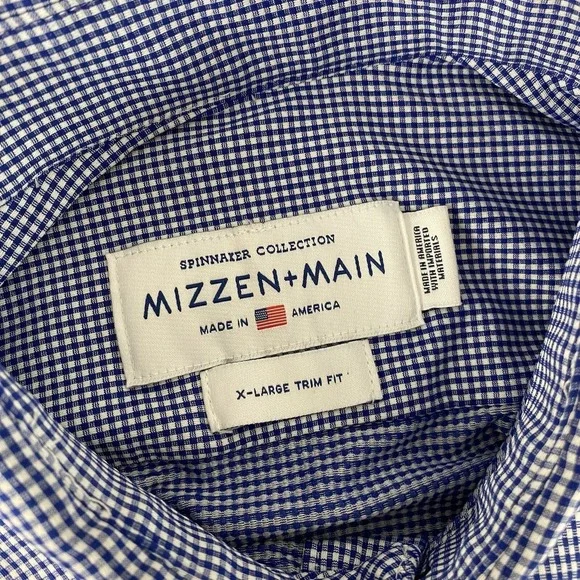 SPINNAKER COLLECTION
MIZZEN+MAIN
MADE IN AMERICA
X-LARGE TRIM FIT
MADE IN AMERICA
WITH IMPORTED
MATERIALS